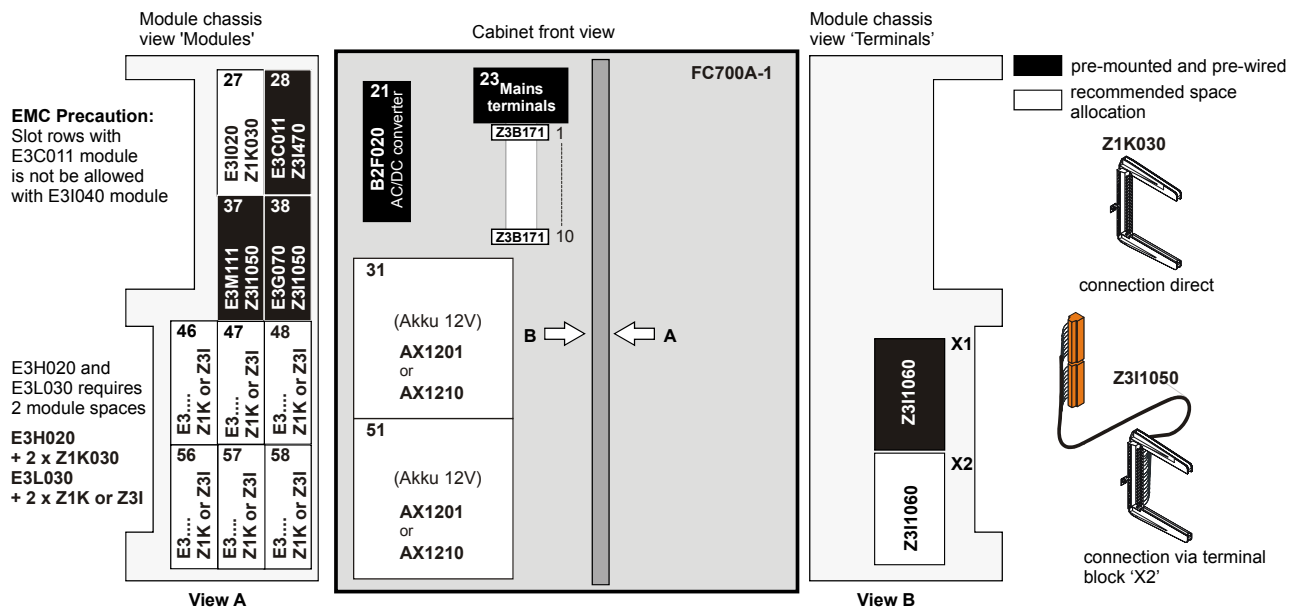 Module chassis
view 'Modules'
EMC Precaution:
Slot rows with
E3C011 module
is not be allowed
with E3I040 module
E3H020 and
E3L030 requires
2 module spaces
E3H020
+ 2 x Z1K030
E3L030
+ 2 x Z1K or Z3I
27
E3I020
Z1K030
28
E3C011
Z3I470
37
E3M111
Z3I1050
38
E3G070
Z3I1050
46
E3....
Z1K or Z3I
47
E3....
Z1K or Z3I
48
E3....
Z1K or Z3I
56
E3....
Z1K or Z3I
57
E3....
Z1K or Z3I
58
E3....
Z1K or Z3I
View A
Cabinet front view
FC700A-1
21
B2F020
AC/DC converter
23
Mains
terminals
Z3B171 1
Z3B171 10
31
(Akku 12V)
AX1201
or
AX1210
B
A
51
(Akku 12V)
AX1201
or
AX1210
Module chassis
view ‘Terminals’
X1
Z3I1060
X2
Z3I1060
View B
pre-mounted and pre-wired
recommended space
allocation
Z1K030
connection direct
Z3I1050
connection via terminal
block ‘X2’